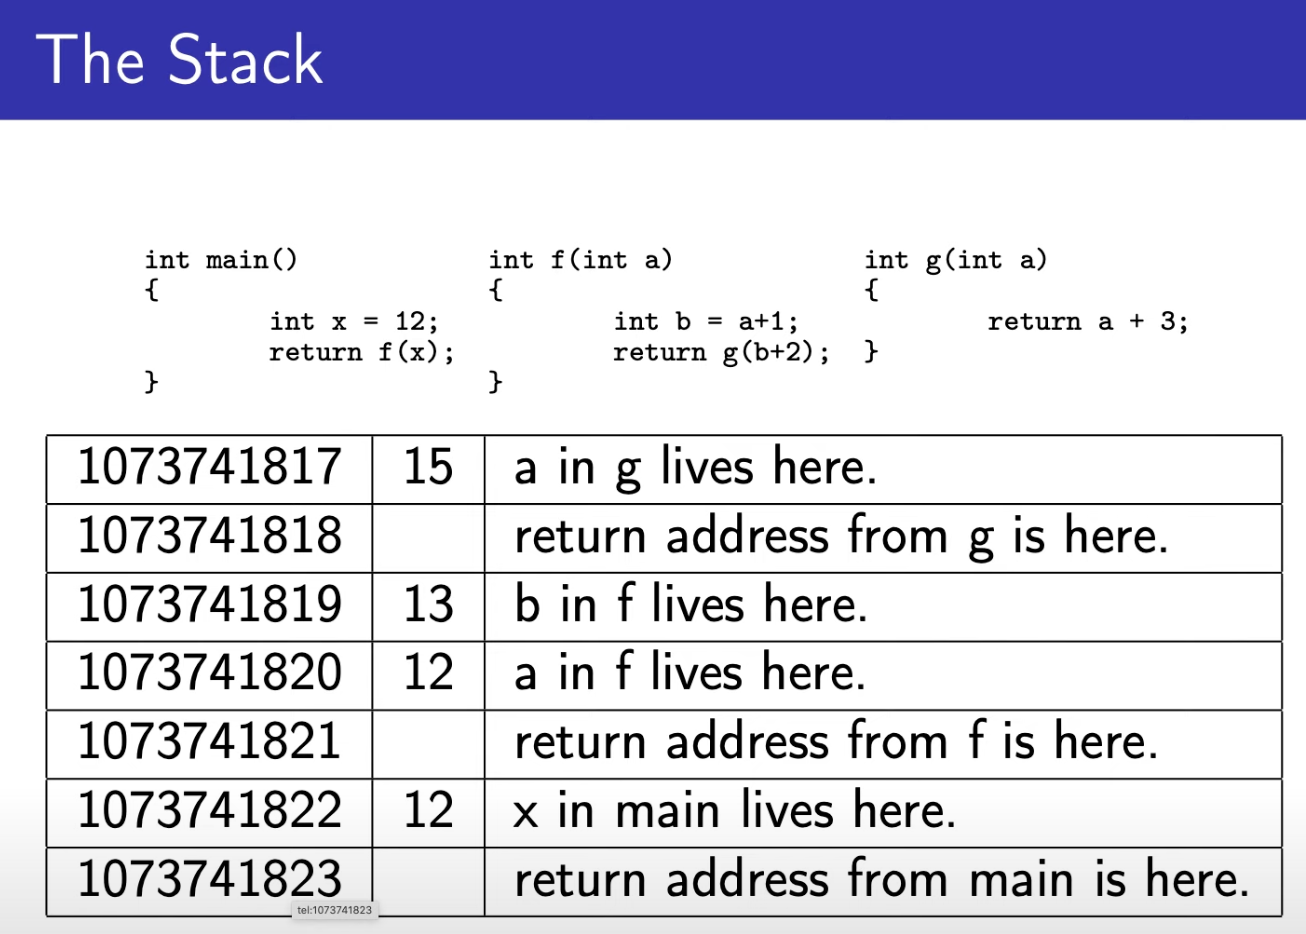 The Stack
int main() int f(int a) int g(int a)
{ { {
int x = 12; int b = a+1; return a + 3;
return f(x); return g(b+2); }
} }
1073741817 15 a in g lives here.
1073741818 return address from g is here.
1073741819 13 b in f lives here.
1073741820 12 a in f lives here.
1073741821 return address from f is here.
1073741822 12 x in main lives here.
1073741823 return address from main is here.
tel:1073741823